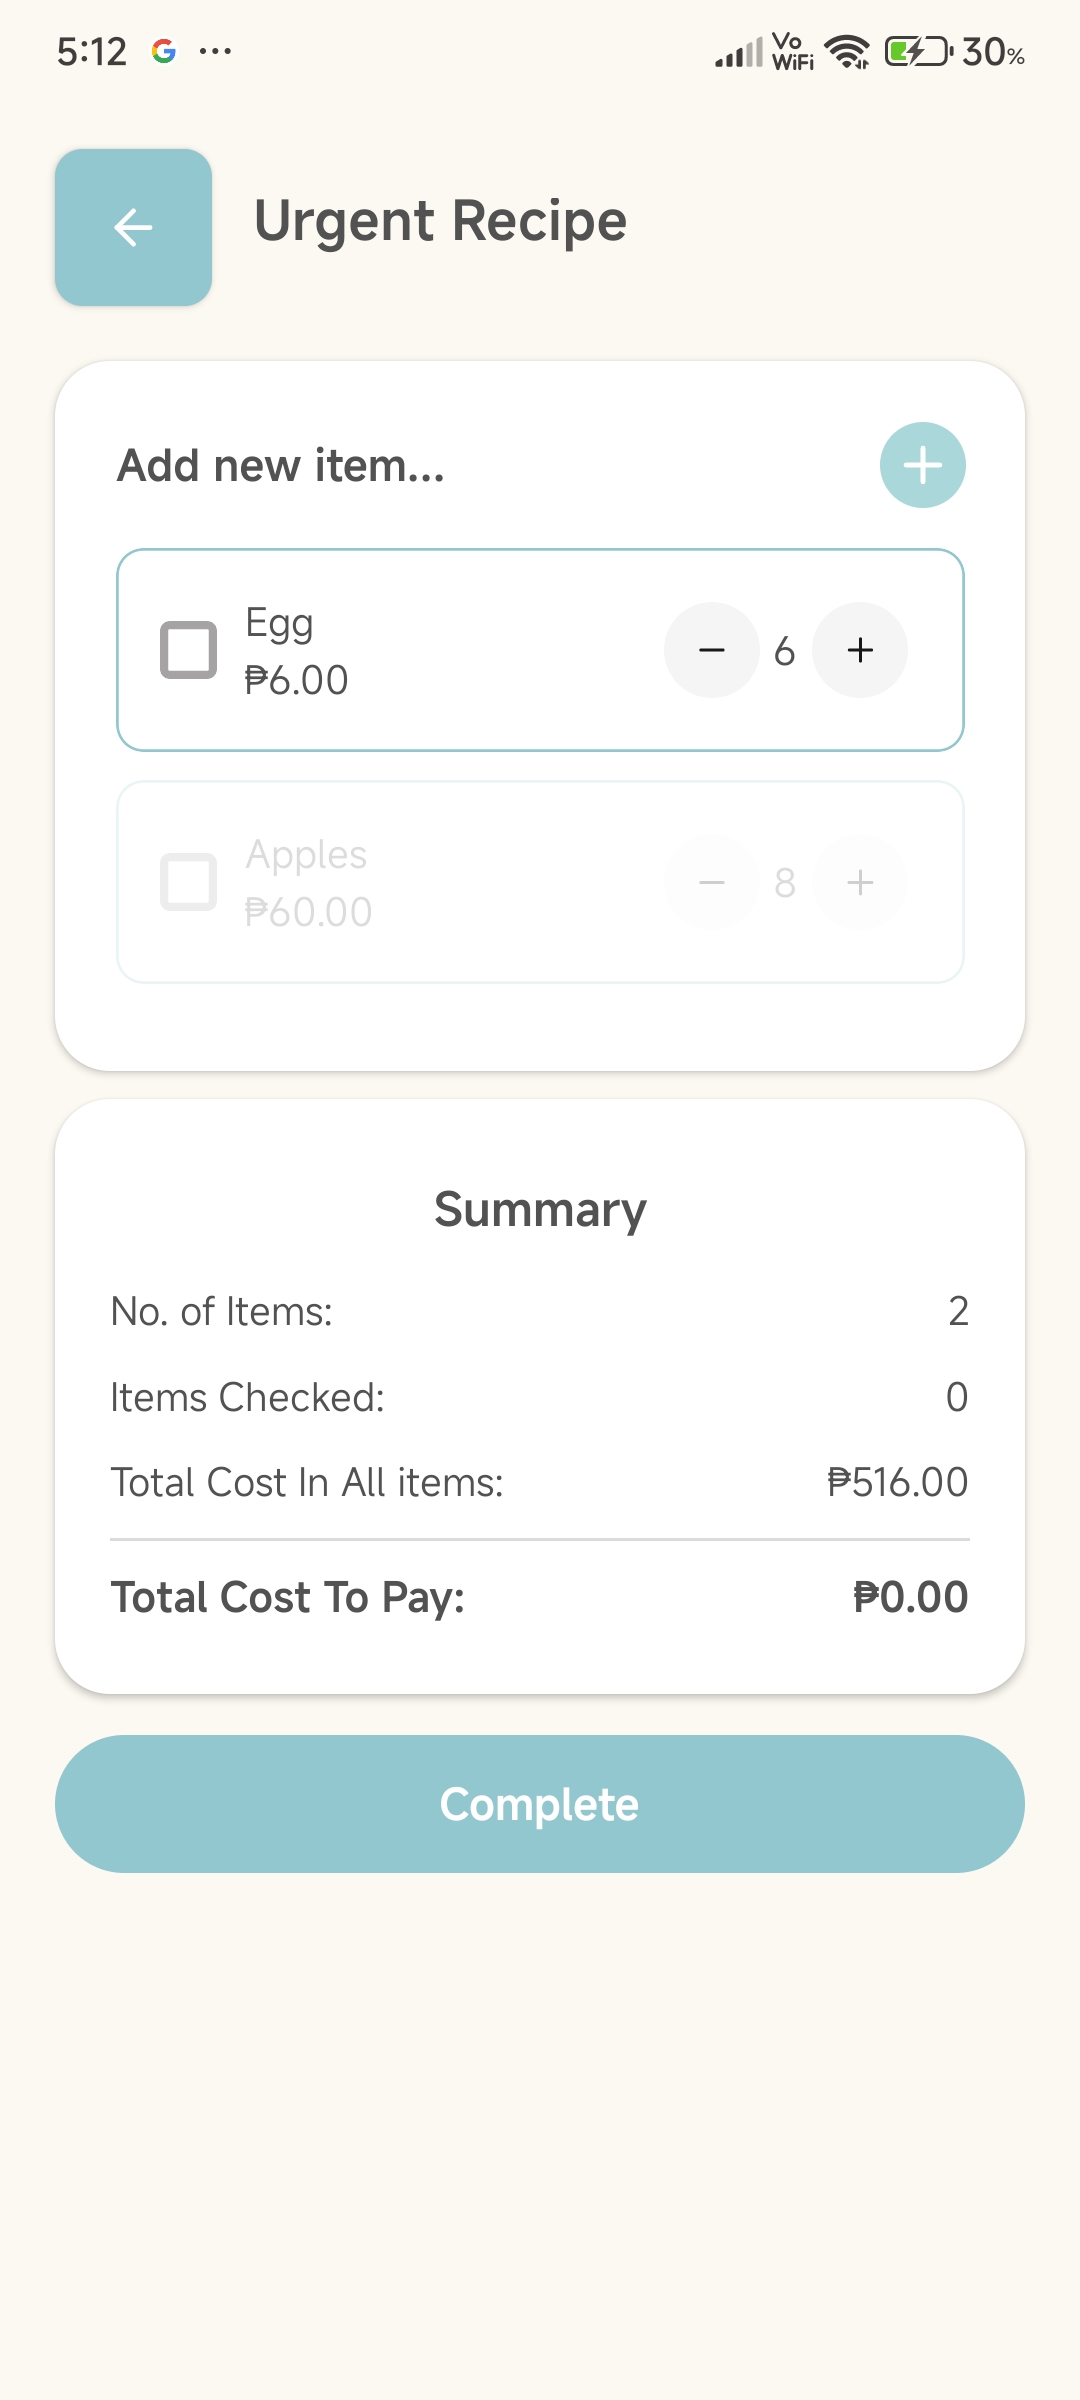 5:12 G ... Vo WiFi 30%
Urgent Recipe
Add new item...
Egg
₱6.00
6
Apples
₱60.00
8
Summary
No. of Items: 2
Items Checked: 0
Total Cost In All items: ₱516.00
Total Cost To Pay: ₱0.00
Complete